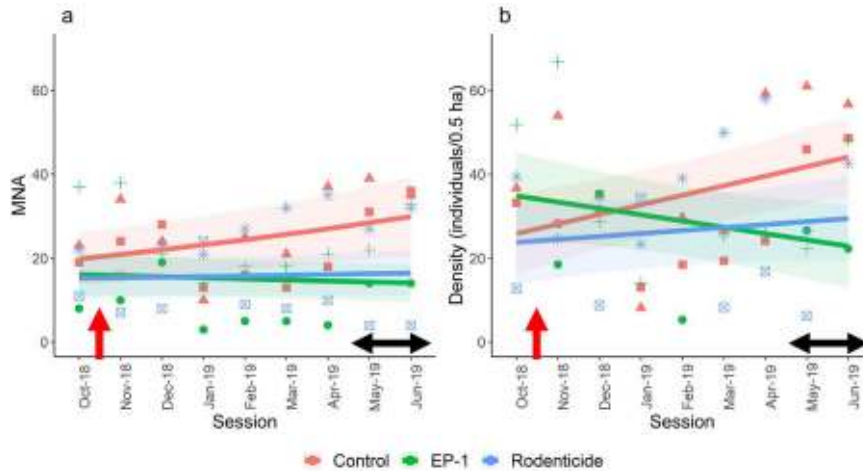 a
b
MNA
60
40
20
0
Oct-18
Nov-18
Dec-18
Jan-19
Feb-19
Mar-19
Apr-19
May-19
Jun-19
Session
Density (individuals/0.5 ha)
60
40
20
0
Oct-18
Nov-18
Dec-18
Jan-19
Feb-19
Mar-19
Apr-19
May-19
Jun-19
Session
Control EP-1 Rodenticide